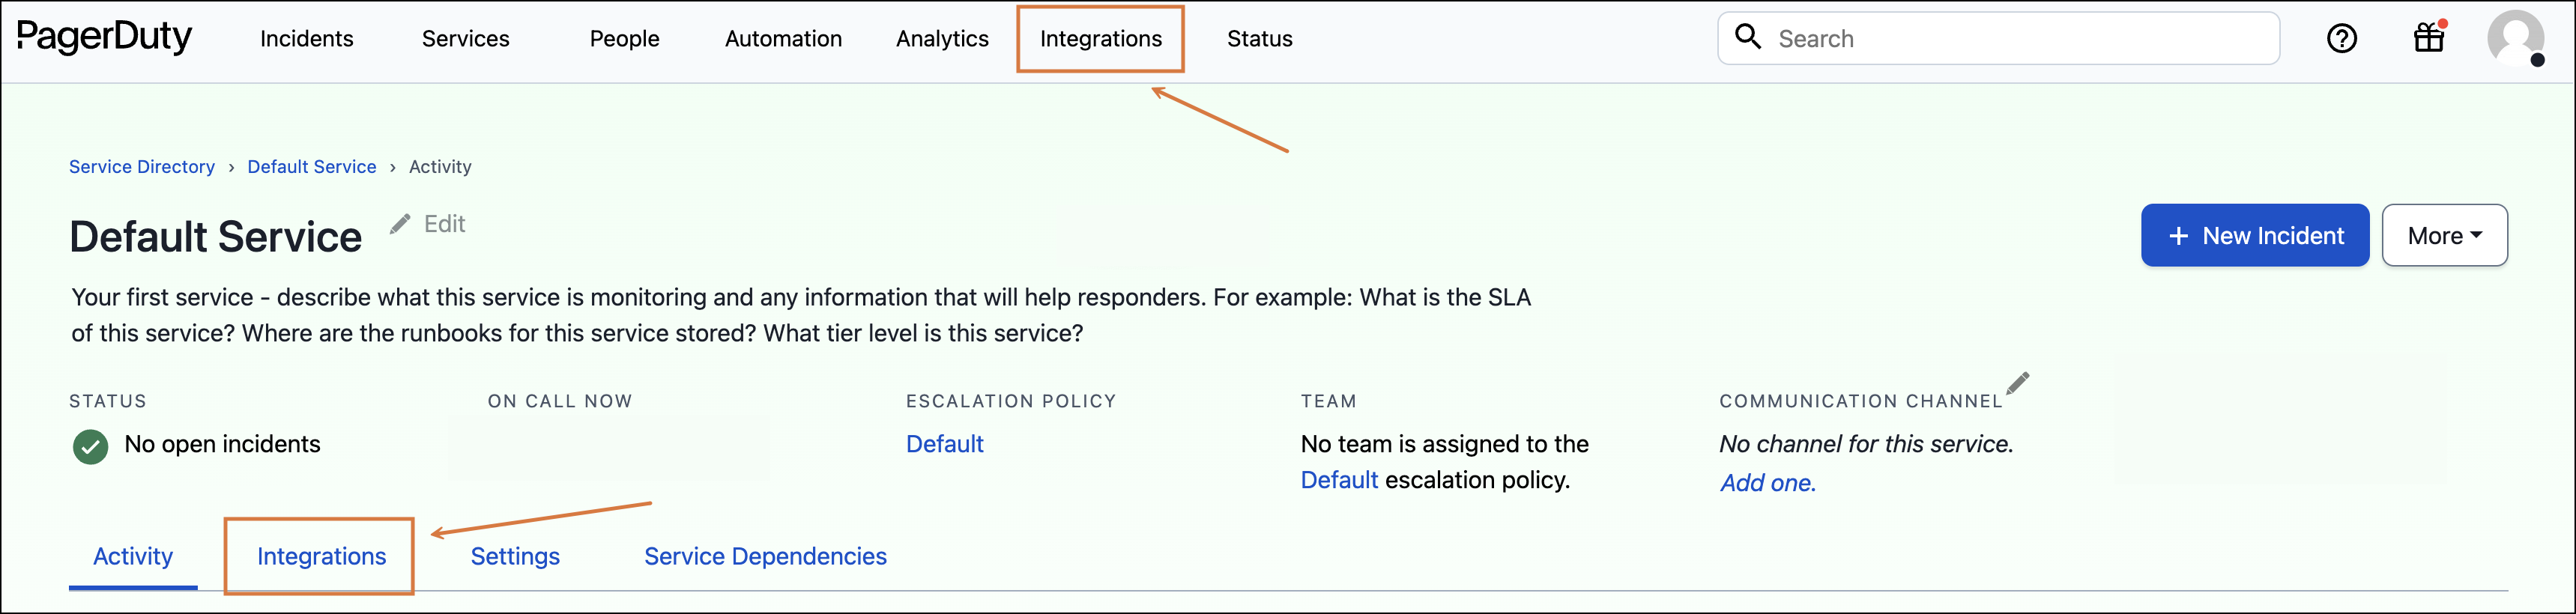 PagerDuty Incidents Services People Automation Analytics Integrations Status Search
Service Directory › Default Service › Activity
Default Service Edit
+ New Incident More
Your first service - describe what this service is monitoring and any information that will help responders. For example: What is the SLA
of this service? Where are the runbooks for this service stored? What tier level is this service?
STATUS ON CALL NOW ESCALATION POLICY TEAM COMMUNICATION CHANNEL
No open incidents Default No team is assigned to the No channel for this service.
Default escalation policy. Add one.
Activity Integrations Settings Service Dependencies